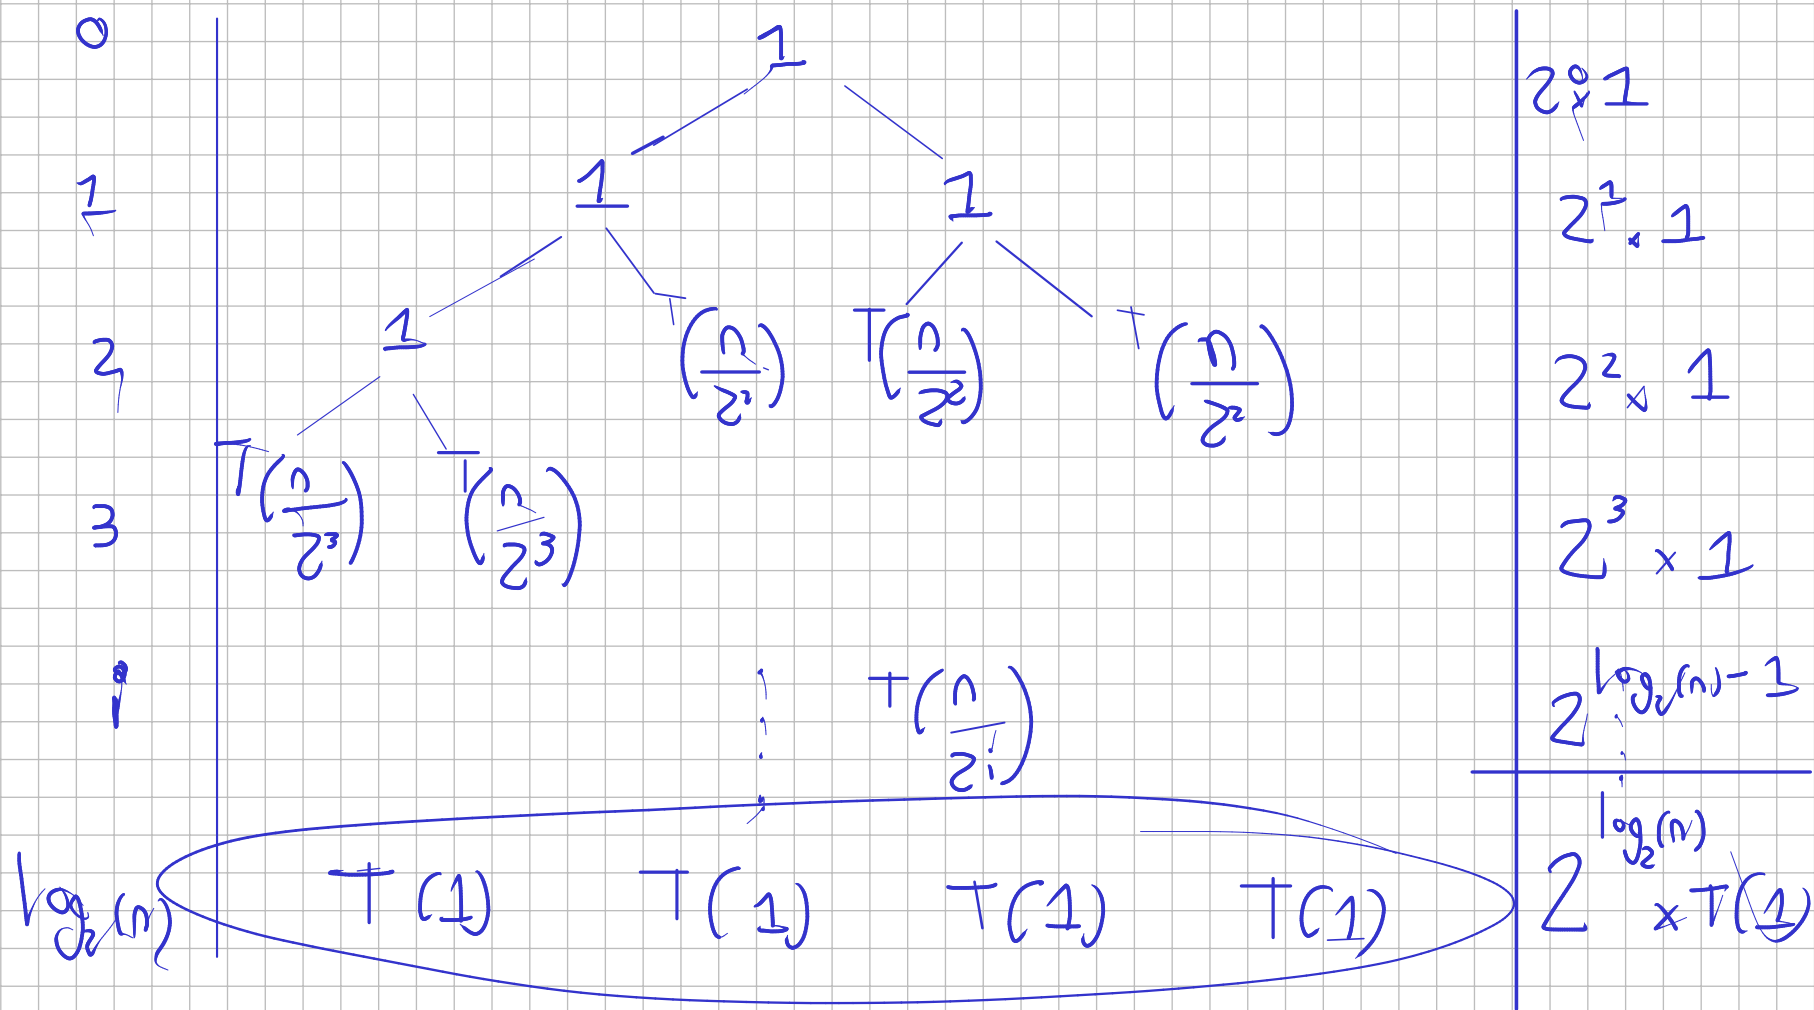 0 1 2⁰ × 1
1 1 1 2¹ × 1
2 1 T(n/2²) T(n/2²) T(n/2²) 2² × 1
3 T(n/2³) T(n/2³) 2³ × 1
i T(n/2^i) 2^(log₂(n)-1)
log₂(n) T(1) T(1) T(1) T(1) 2^(log₂(n)) × T(1)